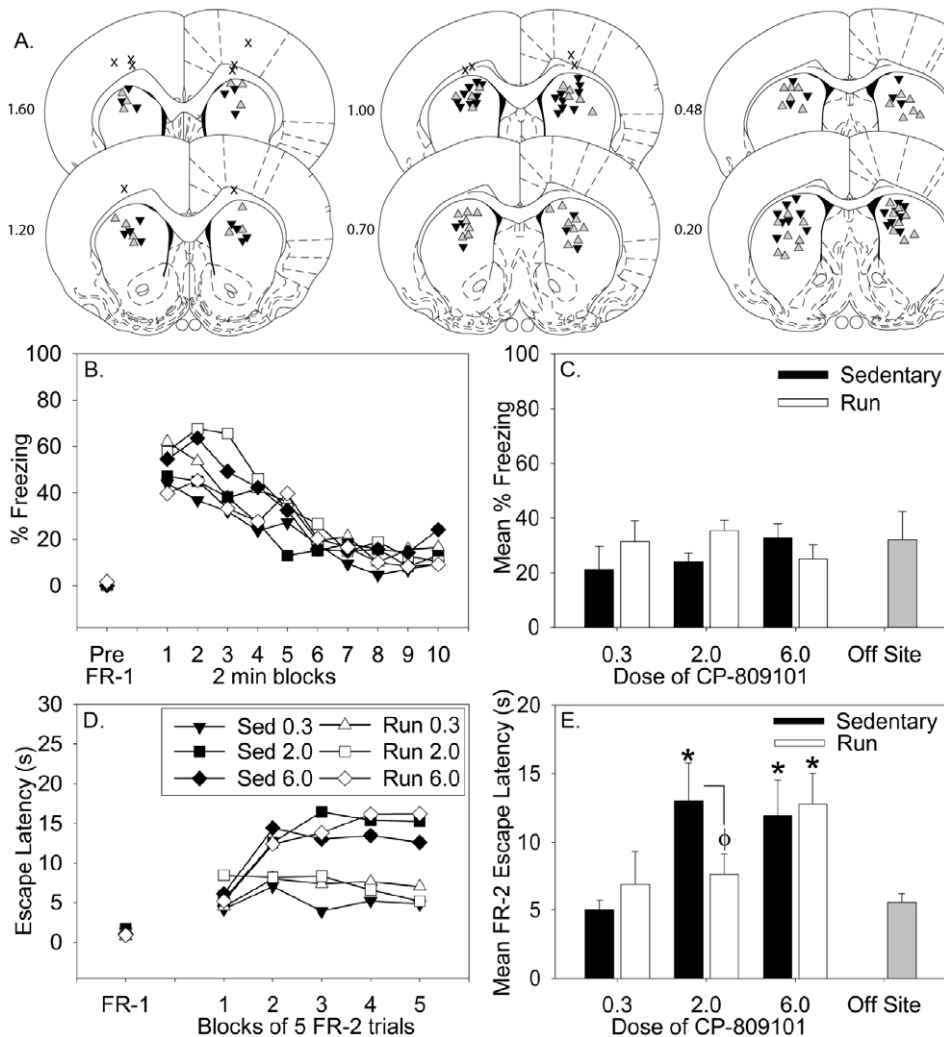 A.
1.60
1.00
0.48
1.20
0.70
0.20
B.
% Freezing
100
80
60
40
20
0
Pre
FR-1
1 2 3 4 5 6 7 8 9 10
2 min blocks
C.
Sedentary
Run
Mean % Freezing
100
80
60
40
20
0
0.3 2.0 6.0 Off Site
Dose of CP-809101
D.
Sed 0.3 Run 0.3
Sed 2.0 Run 2.0
Sed 6.0 Run 6.0
Escape Latency (s)
30
25
20
15
10
5
0
FR-1 1 2 3 4 5
Blocks of 5 FR-2 trials
E.
Sedentary
Run
Mean FR-2 Escape Latency (s)
20
15
10
5
0
* * *
ϕ
0.3 2.0 6.0 Off Site
Dose of CP-809101